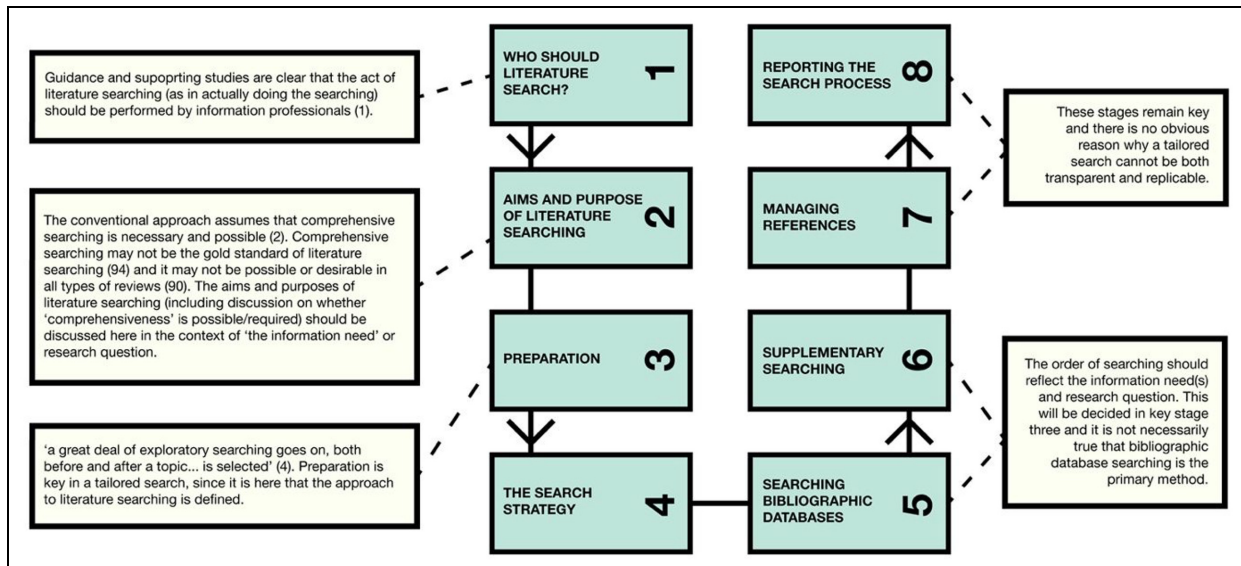 Guidance and supoprting studies are clear that the act of
literature searching (as in actually doing the searching)
should be performed by information professionals (1).
The conventional approach assumes that comprehensive
searching is necessary and possible (2). Comprehensive
searching may not be the gold standard of literature
searching (94) and it may not be possible or desirable in
all types of reviews (90). The aims and purposes of
literature searching (including discussion on whether
‘comprehensiveness’ is possible/required) should be
discussed here in the context of ‘the information need’ or
research question.
‘a great deal of exploratory searching goes on, both
before and after a topic... is selected’ (4). Preparation is
key in a tailored search, since it is here that the approach
to literature searching is defined.
WHO SHOULD
LITERATURE
SEARCH?
1
AIMS AND PURPOSE
OF LITERATURE
SEARCHING
2
PREPARATION
3
THE SEARCH
STRATEGY
4
SEARCHING
BIBLIOGRAPHIC
DATABASES
5
SUPPLEMENTARY
SEARCHING
6
MANAGING
REFERENCES
7
REPORTING THE
SEARCH PROCESS
8
These stages remain key
and there is no obvious
reason why a tailored
search cannot be both
transparent and replicable.
The order of searching should
reflect the information need(s)
and research question. This
will be decided in key stage
three and it is not necessarily
true that bibliographic
database searching is the
primary method.